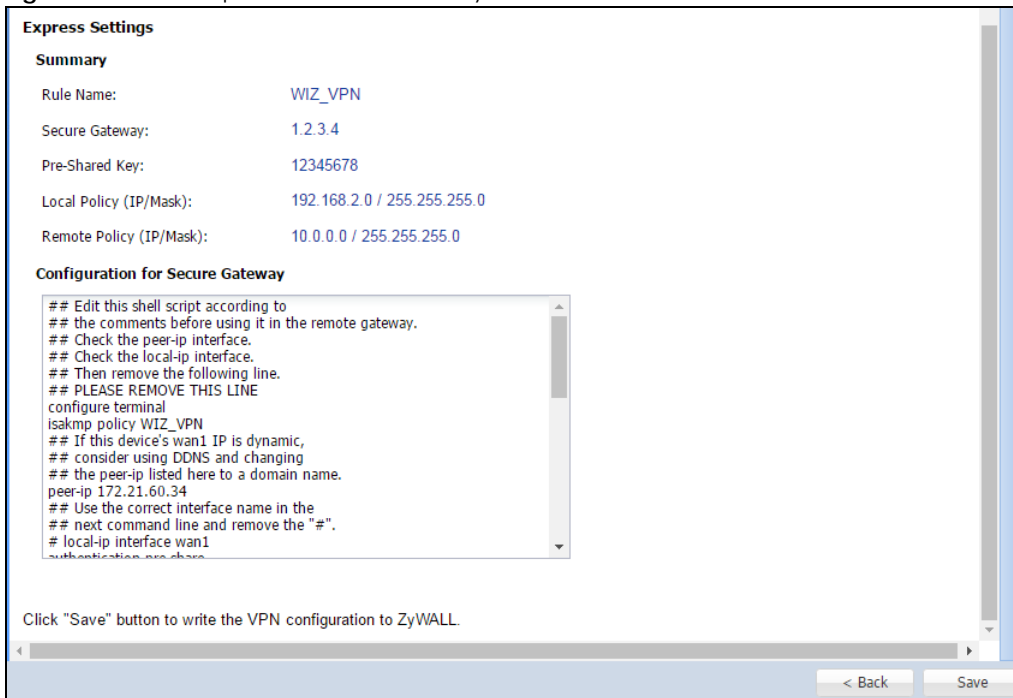 Express Settings
Summary
Rule Name: WIZ_VPN
Secure Gateway: 1.2.3.4
Pre-Shared Key: 12345678
Local Policy (IP/Mask): 192.168.2.0 / 255.255.255.0
Remote Policy (IP/Mask): 10.0.0.0 / 255.255.255.0
Configuration for Secure Gateway
## Edit this shell script according to
## the comments before using it in the remote gateway.
## Check the peer-ip interface.
## Check the local-ip interface.
## Then remove the following line.
## PLEASE REMOVE THIS LINE
configure terminal
isakmp policy WIZ_VPN
## If this device's wan1 IP is dynamic,
## consider using DDNS and changing
## the peer-ip listed here to a domain name.
peer-ip 172.21.60.34
## Use the correct interface name in the
## next command line and remove the "#".
# local-ip interface wan1
authentication pre-share
Click "Save" button to write the VPN configuration to ZyWALL.
< Back Save